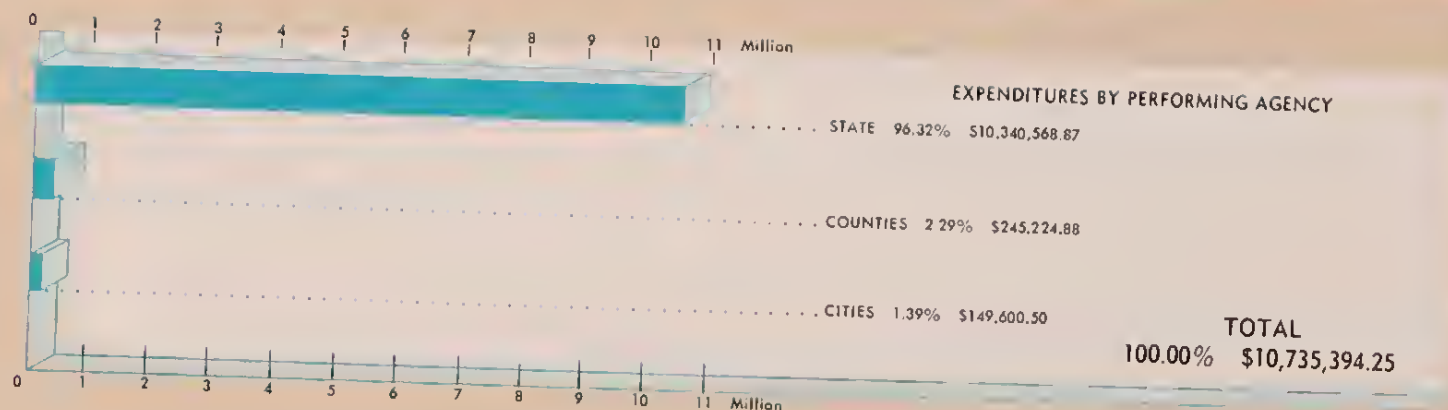 0 1 2 3 4 5 6 7 8 9 10 11 Million
EXPENDITURES BY PERFORMING AGENCY
STATE 96.32% $10,340,568.87
COUNTIES 2 29% $245,224.88
CITIES 1.39% $149,600.50
TOTAL
100.00% $10,735,394.25
0 1 2 3 4 5 6 7 8 9 10 11 Million